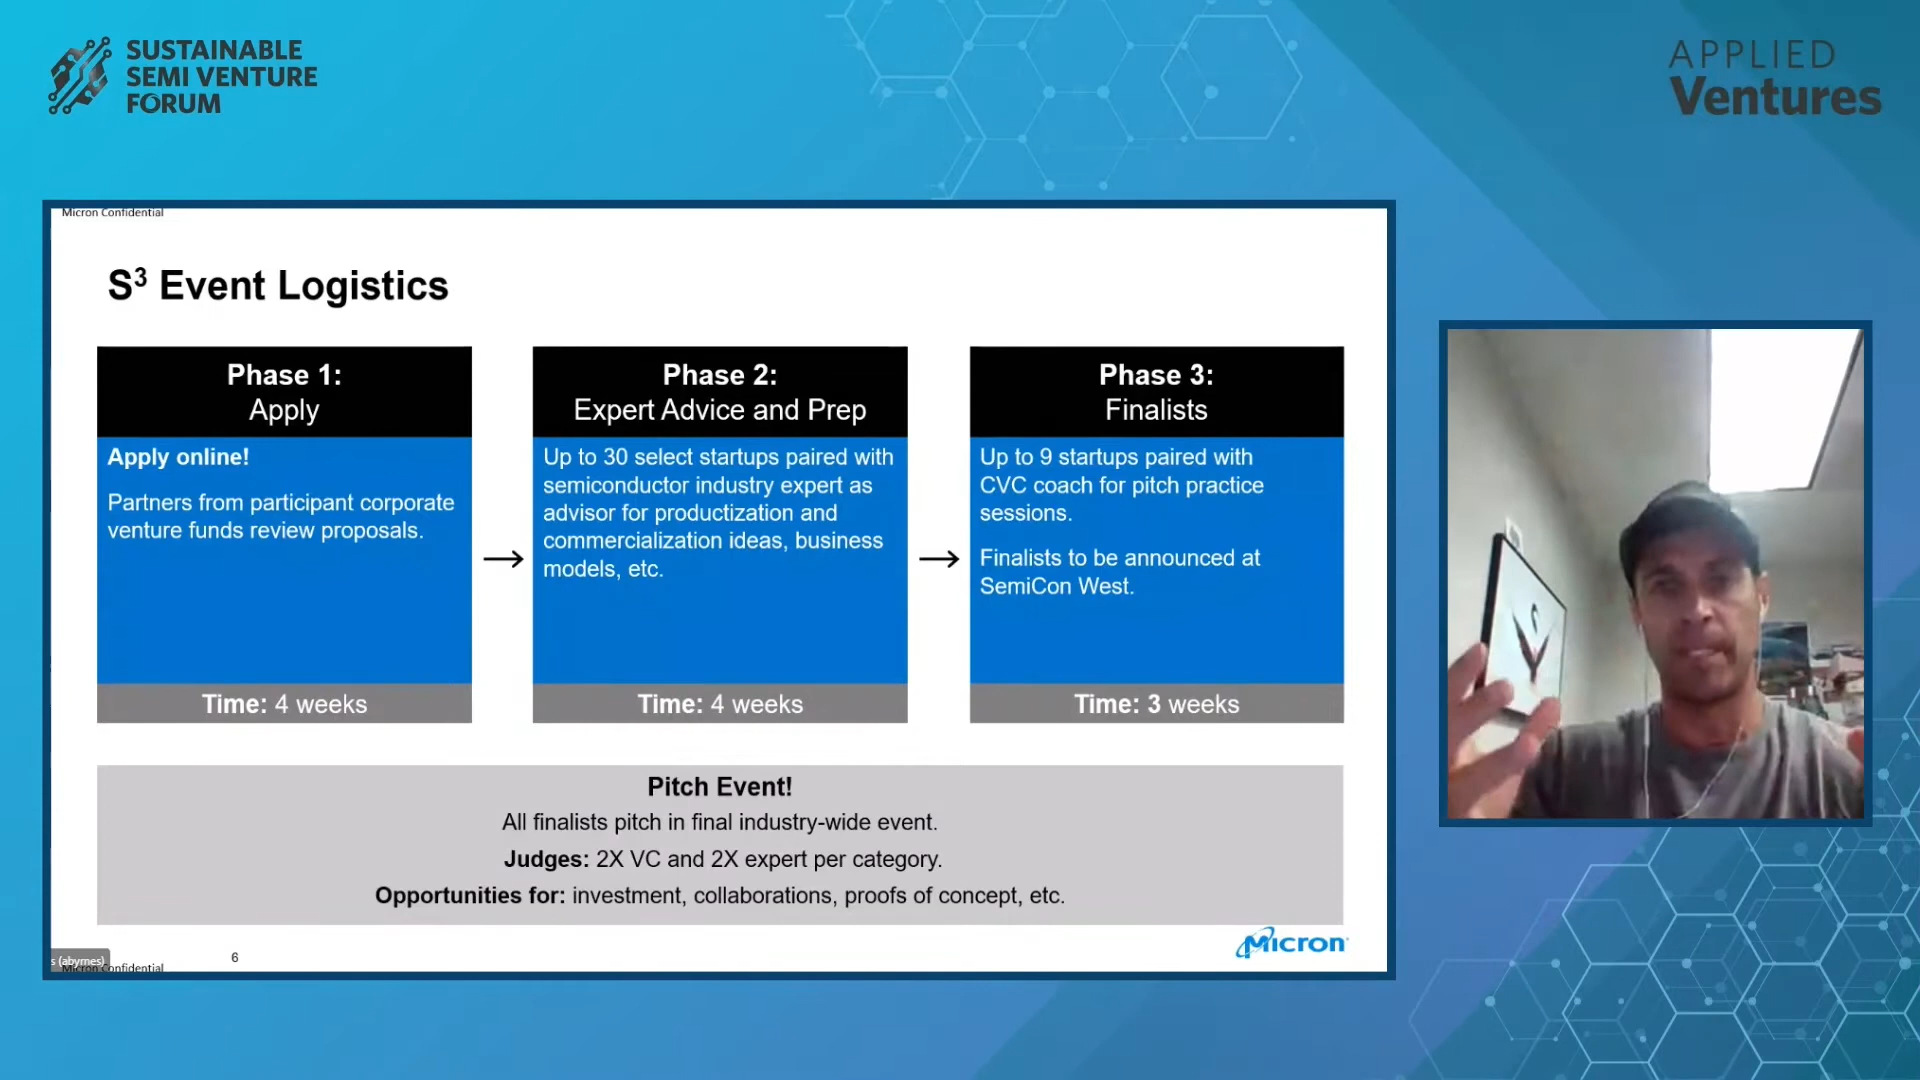 SUSTAINABLE
SEMI VENTURE
FORUM
APPLIED
Ventures
Micron Confidential
S³ Event Logistics
Phase 1:
Apply
Apply online!
Partners from participant corporate
venture funds review proposals.
Time: 4 weeks
Phase 2:
Expert Advice and Prep
Up to 30 select startups paired with
semiconductor industry expert as
advisor for productization and
commercialization ideas, business
models, etc.
Time: 4 weeks
Phase 3:
Finalists
Up to 9 startups paired with
CVC coach for pitch practice
sessions.
Finalists to be announced at
SemiCon West.
Time: 3 weeks
Pitch Event!
All finalists pitch in final industry-wide event.
Judges: 2X VC and 2X expert per category.
Opportunities for: investment, collaborations, proofs of concept, etc.
Micron
s (abymes)
Micron Confidential
6